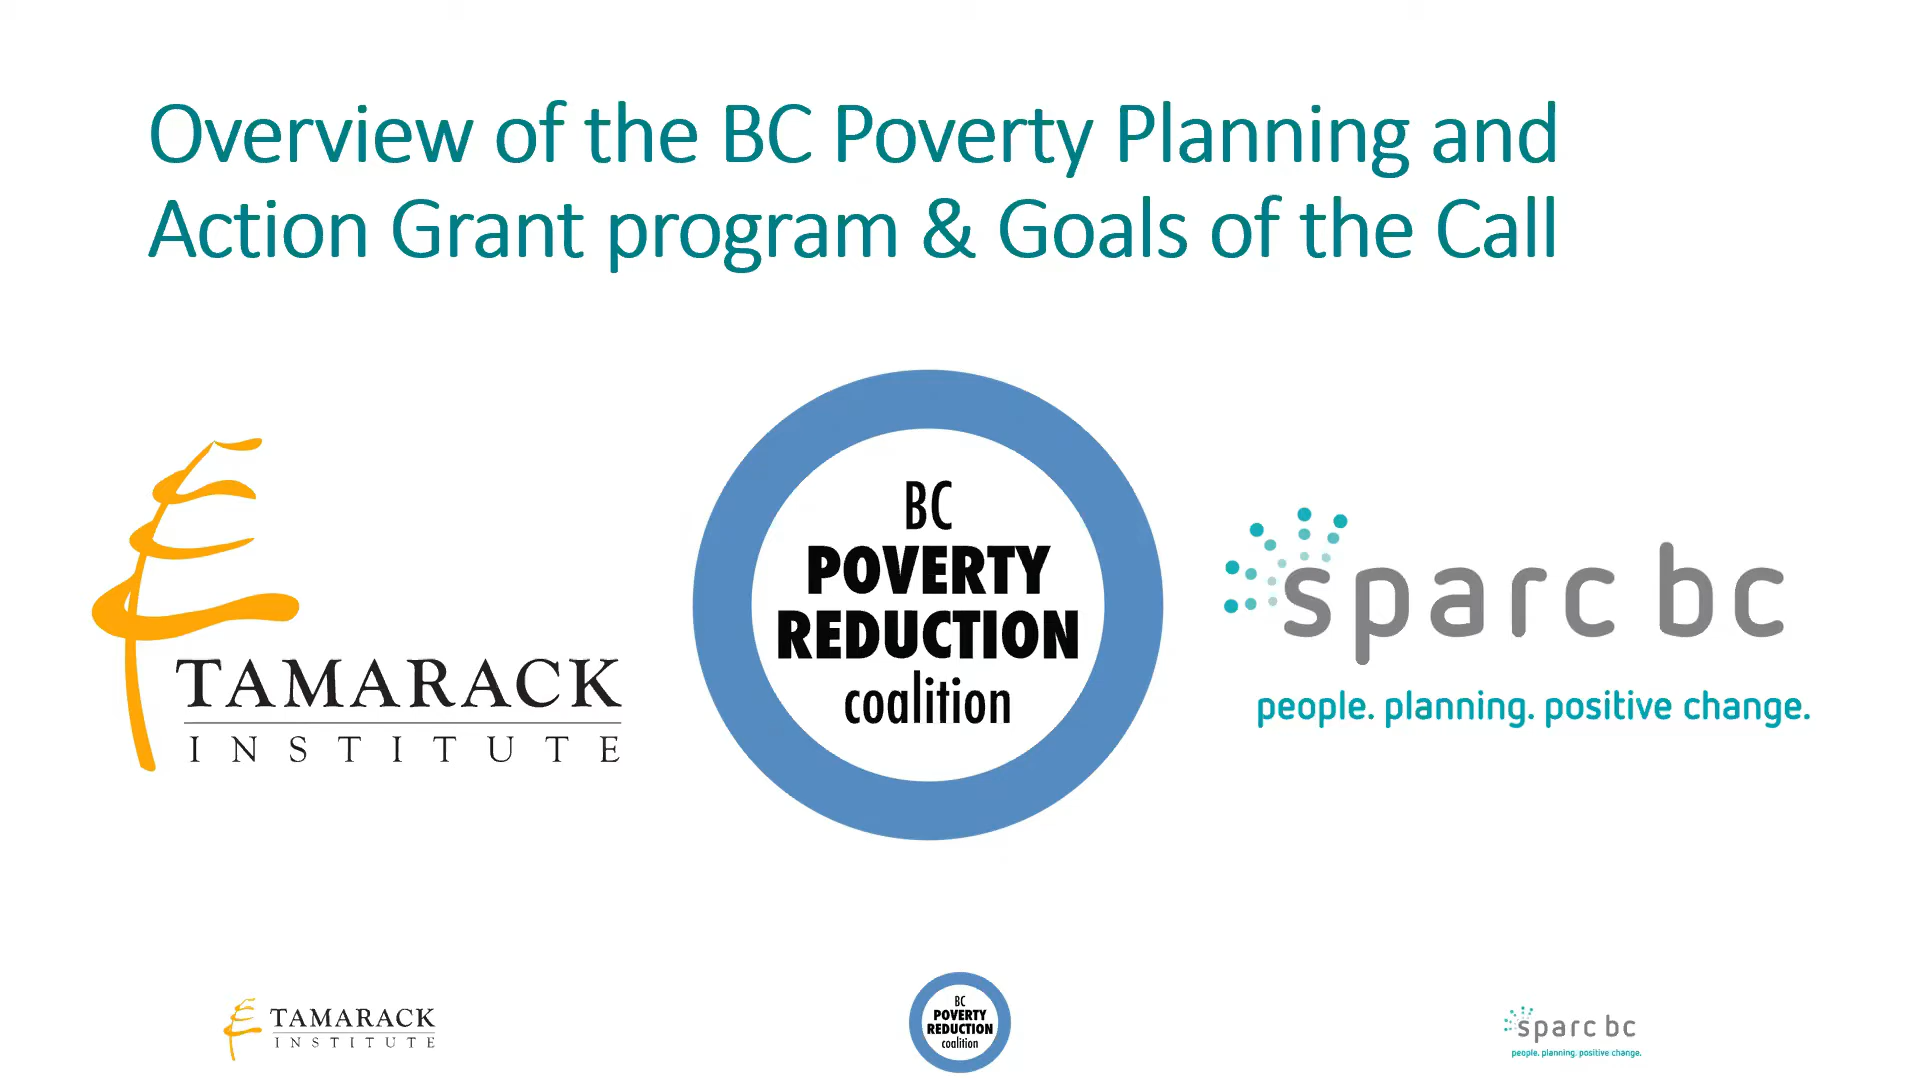 Overview of the BC Poverty Planning and
Action Grant program & Goals of the Call
TAMARACK
INSTITUTE
BC
POVERTY
REDUCTION
coalition
sparc bc
people. planning. positive change.
TAMARACK
INSTITUTE
BC
POVERTY
REDUCTION
coalition
sparc bc
people. planning. positive change.